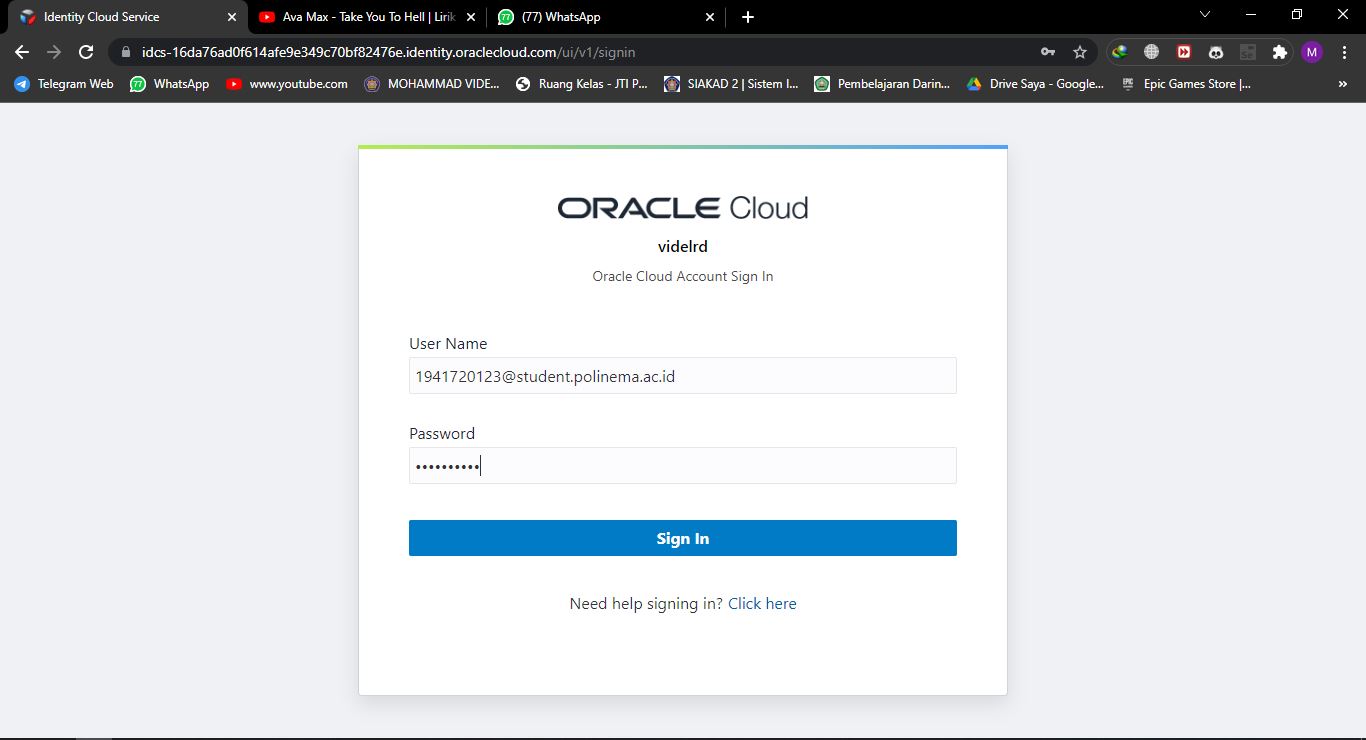 Identity Cloud Service
Ava Max - Take You To Hell | Lirik
(77) WhatsApp
idcs-16da76ad0f614afe9e349c70bf82476e.identity.oraclecloud.com/ui/v1/signin
M
Telegram Web
77 WhatsApp
www.youtube.com
MOHAMMAD VIDE...
Ruang Kelas - JTI P...
SIAKAD 2 | Sistem I...
Pembelajaran Darin...
Drive Saya - Google...
Epic Games Store |...
ORACLE Cloud
videlrd
Oracle Cloud Account Sign In
User Name
1941720123@student.polinema.ac.id
Password
Sign In
Need help signing in? Click here